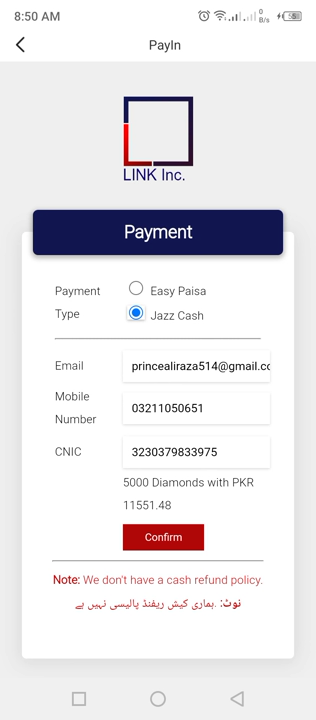 8:50 AM
0
B/s
58
PayIn
LINK Inc.
Payment
Payment Type
Easy Paisa
Jazz Cash
Email
princealiraza514@gmail.co
Mobile Number
03211050651
CNIC
3230379833975
5000 Diamonds with PKR
11551.48
Confirm
Note: We don't have a cash refund policy.
نوٹ: .ہماری کیش ریفنڈ پالیسی نہیں ہے